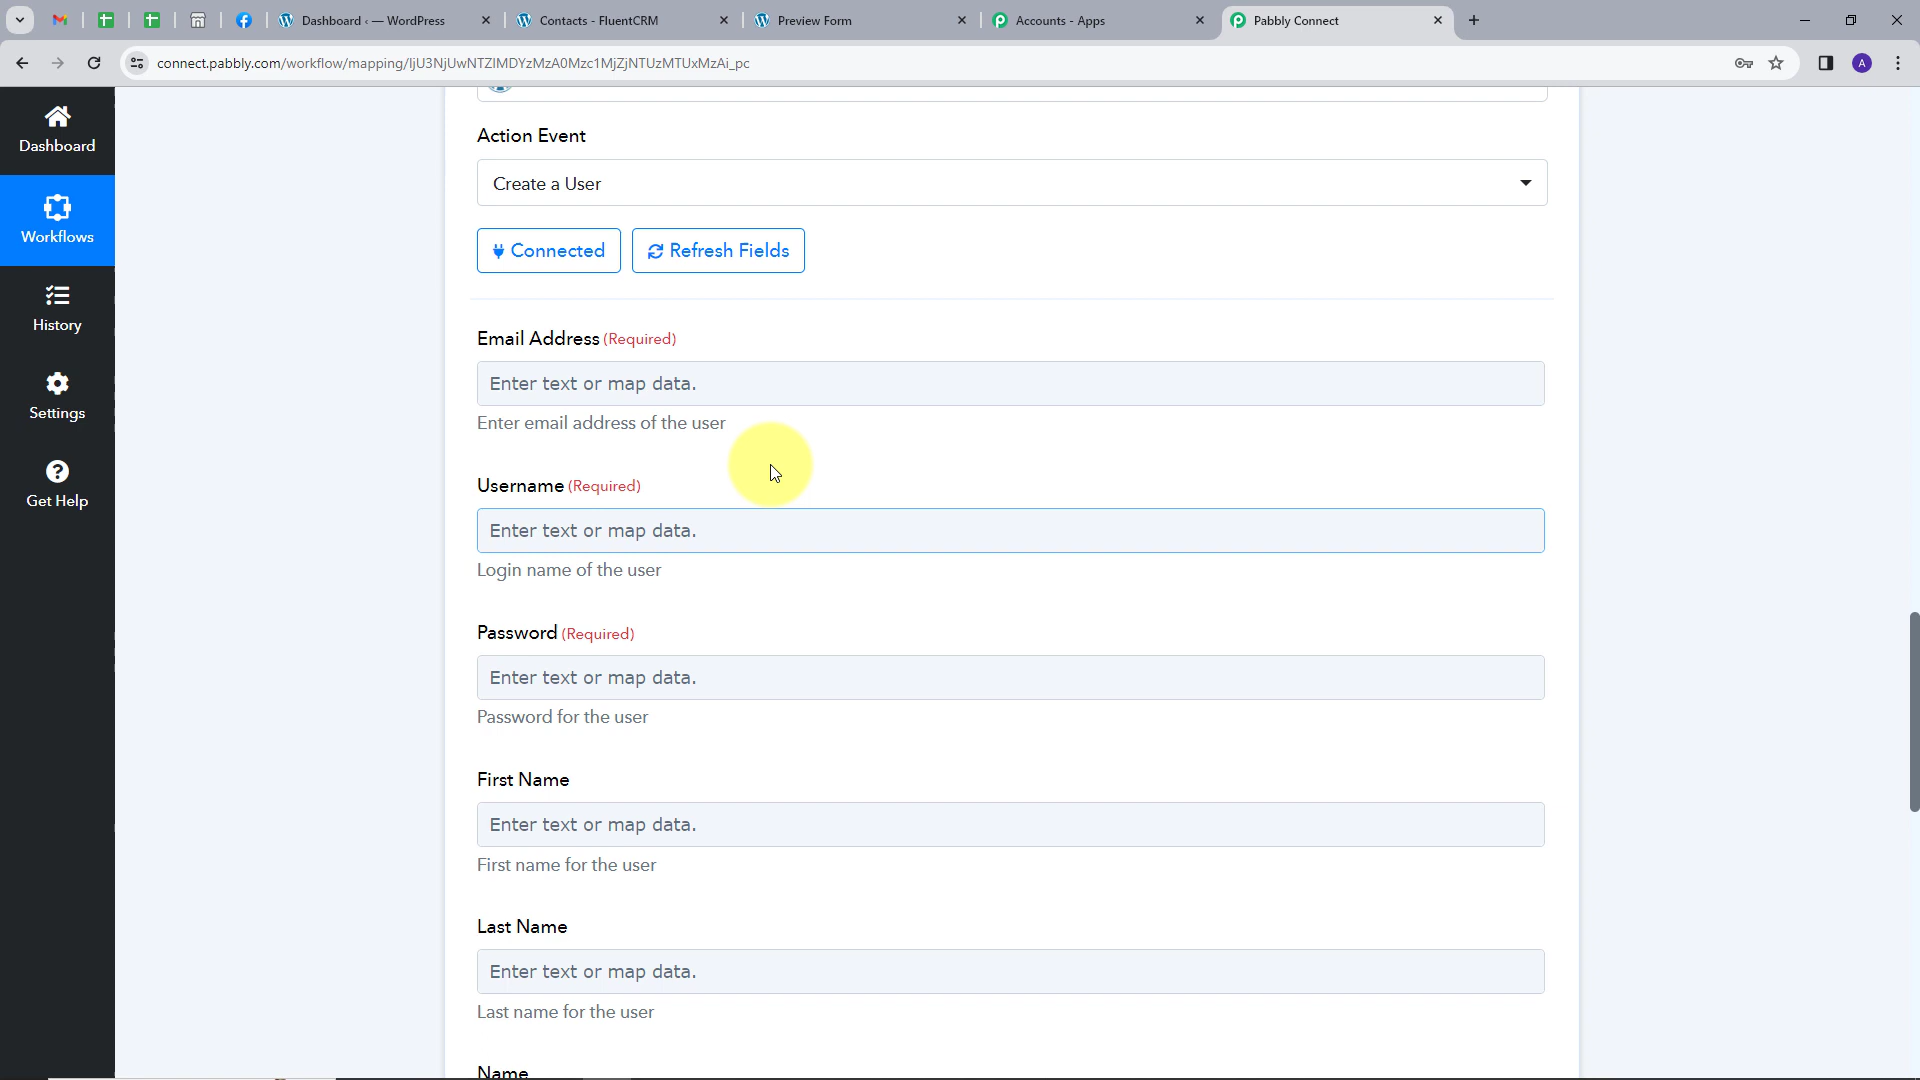 Dashboard ‹ — WordPress
Contacts - FluentCRM
Preview Form
Accounts - Apps
Pabbly Connect
connect.pabbly.com/workflow/mapping/IjU3NjUwNTZlMDYzMzA0Mzc1MjZjNTUzMTUxMzAi_pc
A
Dashboard
Workflows
History
Settings
Get Help
Action Event
Create a User
Connected
Refresh Fields
Email Address (Required)
Enter text or map data.
Enter email address of the user
Username (Required)
Enter text or map data.
Login name of the user
Password (Required)
Enter text or map data.
Password for the user
First Name
Enter text or map data.
First name for the user
Last Name
Enter text or map data.
Last name for the user
Name